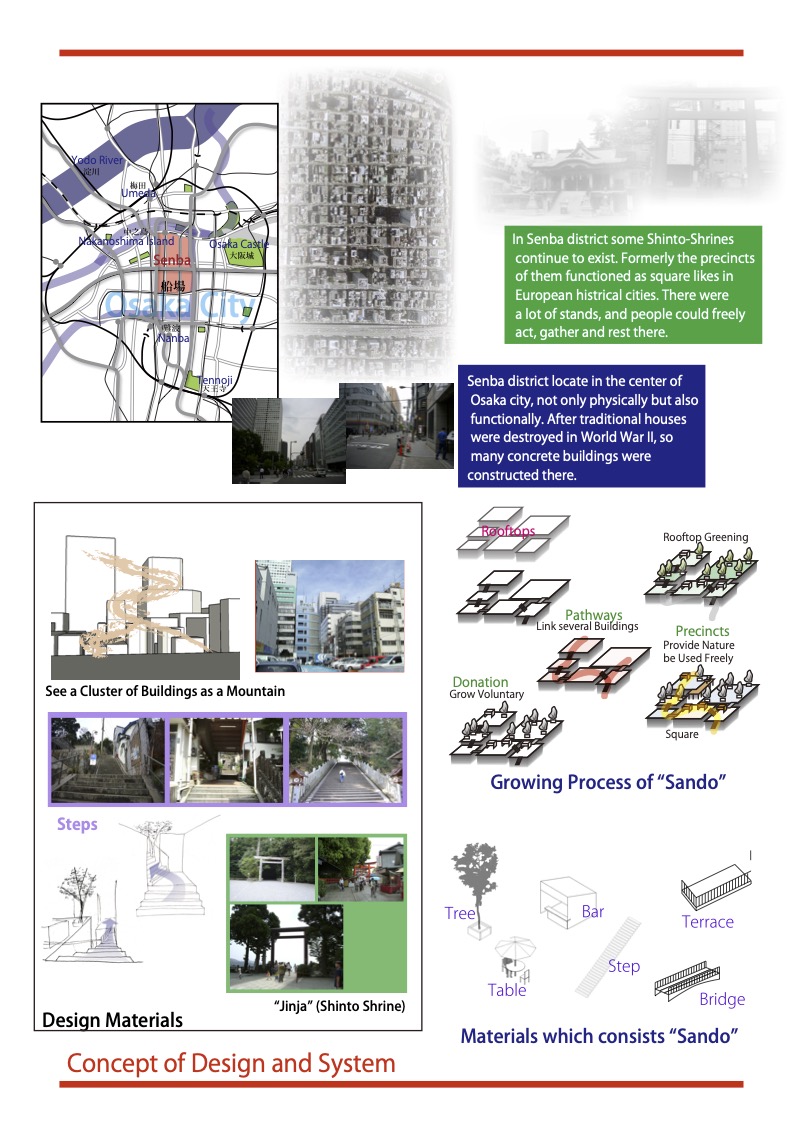 Yodo River
淀川
梅田
Umeda
中之島
Nakanoshima Island
Osaka Castle
大阪城
Senba
船場
Osaka City
難波
Nanba
Tennoji
天王寺
In Senba district some Shinto-Shrines
continue to exist. Formerly the precincts
of them functioned as square likes in
European histrical cities. There were
a lot of stands, and people could freely
act, gather and rest there.
Senba district locate in the center of
Osaka city, not only physically but also
functionally. After traditional houses
were destroyed in World War II, so
many concrete buildings were
constructed there.
See a Cluster of Buildings as a Mountain
Steps
"Jinja" (Shinto Shrine)
Design Materials
Rooftops
Rooftop Greening
Pathways
Link several Buildings
Precincts
Provide Nature
be Used Freely
Donation
Grow Voluntary
Square
Growing Process of “Sando”
Tree
Bar
Terrace
Table
Step
Bridge
Materials which consists “Sando”
Concept of Design and System